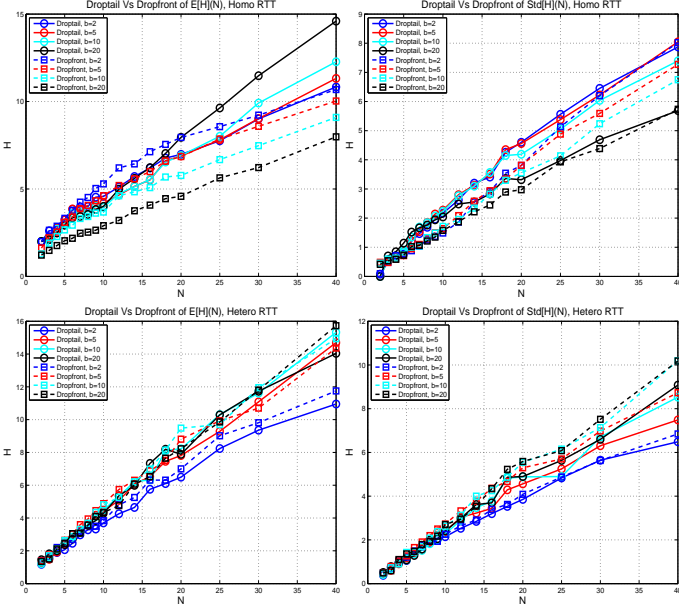 Droptail Vs Dropfront of E[H](N), Homo RTT
Droptail, b=2
Droptail, b=5
Droptail, b=10
Droptail, b=20
Dropfront, b=2
Dropfront, b=5
Dropfront, b=10
Dropfront, b=20
15
10
5
0
H
0 5 10 15 20 25 30 35 40
N
Droptail Vs Dropfront of Std[H](N), Homo RTT
Droptail, b=2
Droptail, b=5
Droptail, b=10
Droptail, b=20
Dropfront, b=2
Dropfront, b=5
Dropfront, b=10
Dropfront, b=20
9
8
7
6
5
4
3
2
1
0
H
0 5 10 15 20 25 30 35 40
N
Droptail Vs Dropfront of E[H](N), Hetero RTT
Droptail, b=2
Droptail, b=5
Droptail, b=10
Droptail, b=20
Dropfront, b=2
Dropfront, b=5
Dropfront, b=10
Dropfront, b=20
16
14
12
10
8
6
4
2
0
H
0 5 10 15 20 25 30 35 40
N
Droptail Vs Dropfront of Std[H](N), Hetero RTT
Droptail, b=2
Droptail, b=5
Droptail, b=10
Droptail, b=20
Dropfront, b=2
Dropfront, b=5
Dropfront, b=10
Dropfront, b=20
12
10
8
6
4
2
0
H
0 5 10 15 20 25 30 35 40
N